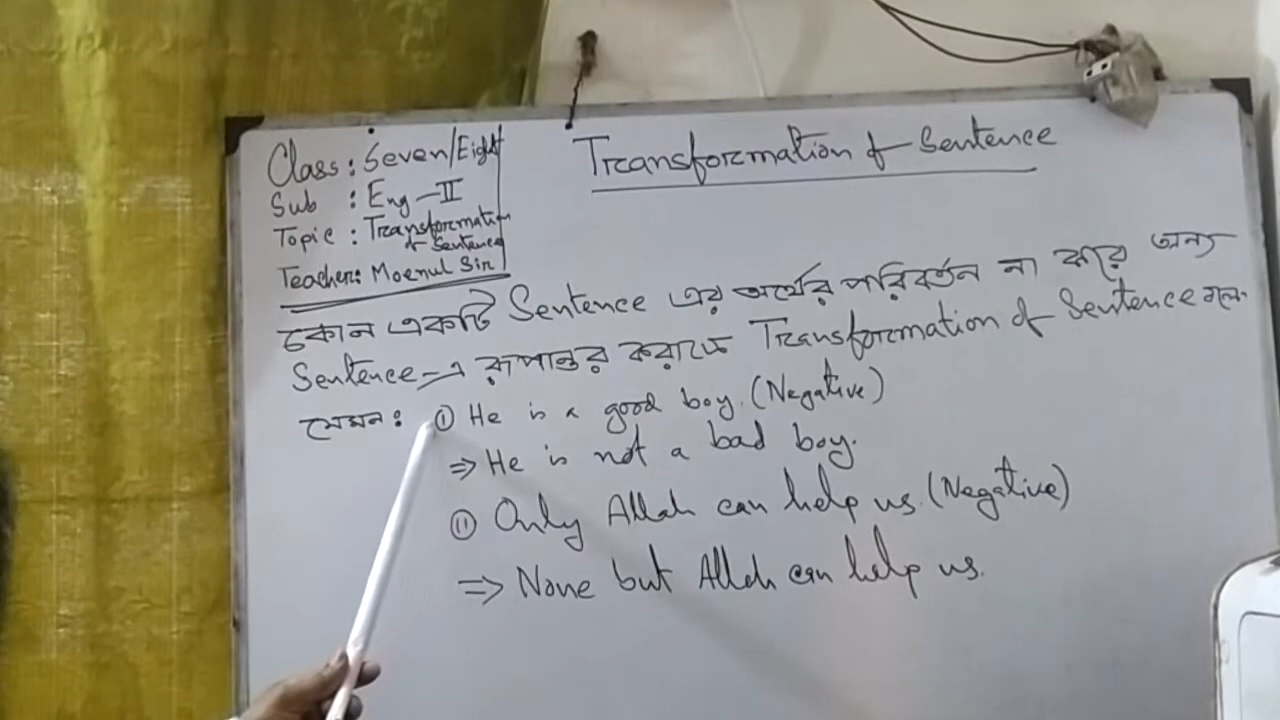 Class: Seven/Eight
Sub : Eng-II
Topic : Transformation
of Sentence
Teacher: Moenul Sir
Transformation of Sentence
কোন একটি Sentence এর অর্থের পরিবর্তন না করে অন্য
Sentence-এ রূপান্তর করাকে Transformation of Sentence বলে।
যেমন: (i) He is a good boy. (Negative)
⇒ He is not a bad boy.
(ii) Only Allah can help us. (Negative)
⇒ None but Allah can help us.